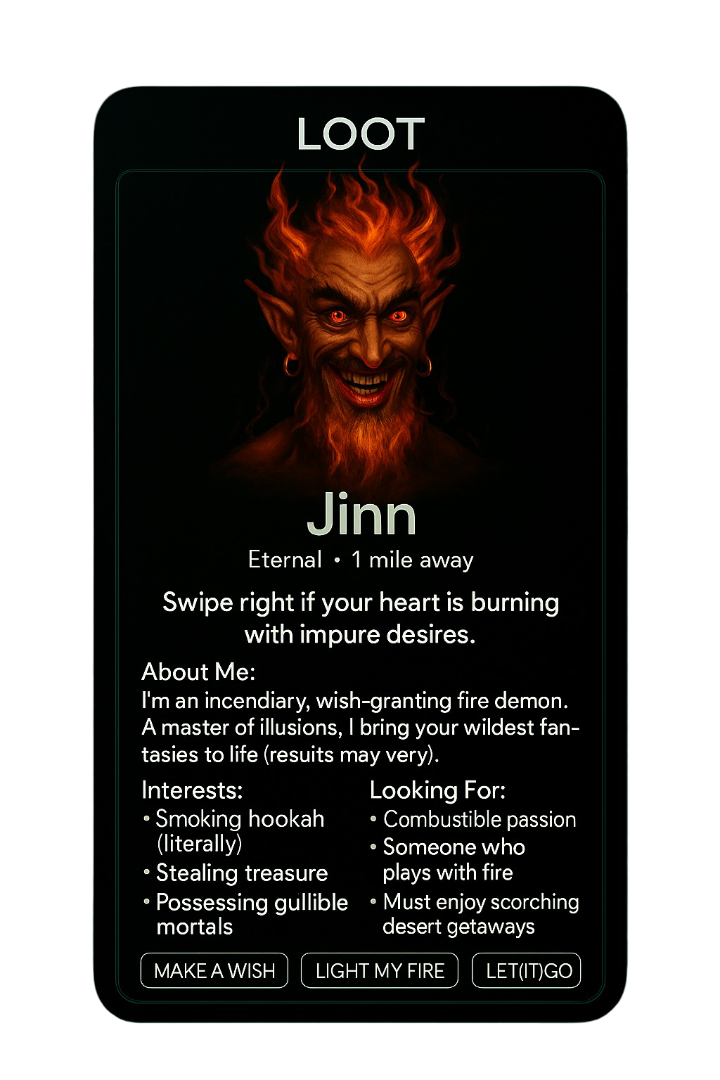 LOOT
Jinn
Eternal • 1 mile away
Swipe right if your heart is burning
with impure desires.
About Me:
I'm an incendiary, wish-granting fire demon.
A master of illusions, I bring your wildest fan-
tasies to life (resuits may very).
Interests:
• Smoking hookah
(literally)
• Stealing treasure
• Possessing gullible
mortals
Looking For:
• Combustible passion
• Someone who
plays with fire
• Must enjoy scorching
desert getaways
MAKE A WISH
LIGHT MY FIRE
LET(IT)GO